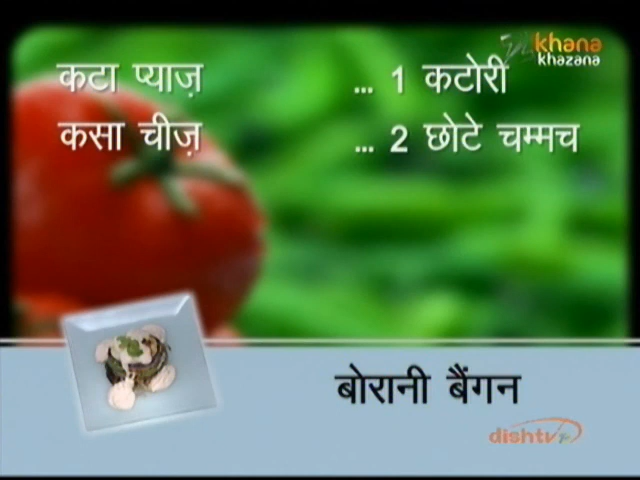 khana
khazana
कटा प्याज़ ... 1 कटोरी
कसा चीज़ ... 2 छोटे चम्मच
बोरानी बैंगन
dishtv